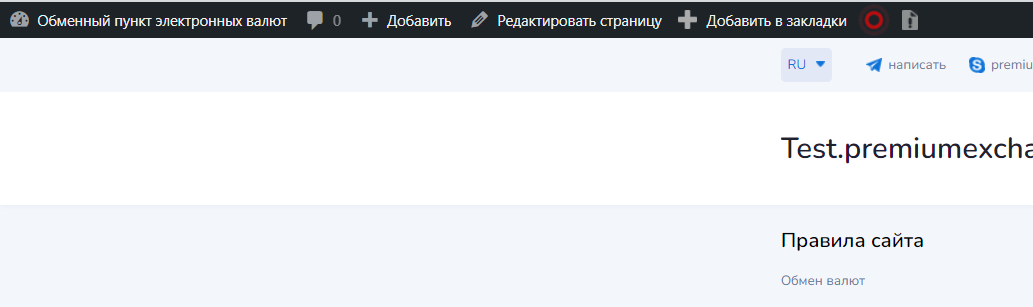 Обменный пункт электронных валют 0 Добавить Редактировать страницу Добавить в закладки
RU написать premiu
Test.premiumexcha
Правила сайта
Обмен валют